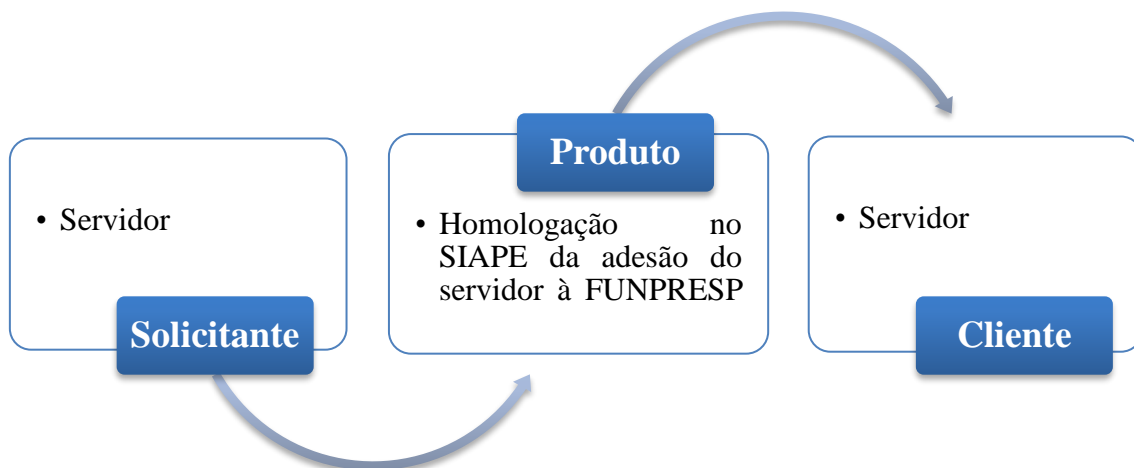 • Servidor
Solicitante
Produto
• Homologação no
SIAPE da adesão do
servidor à FUNPRESP
• Servidor
Cliente